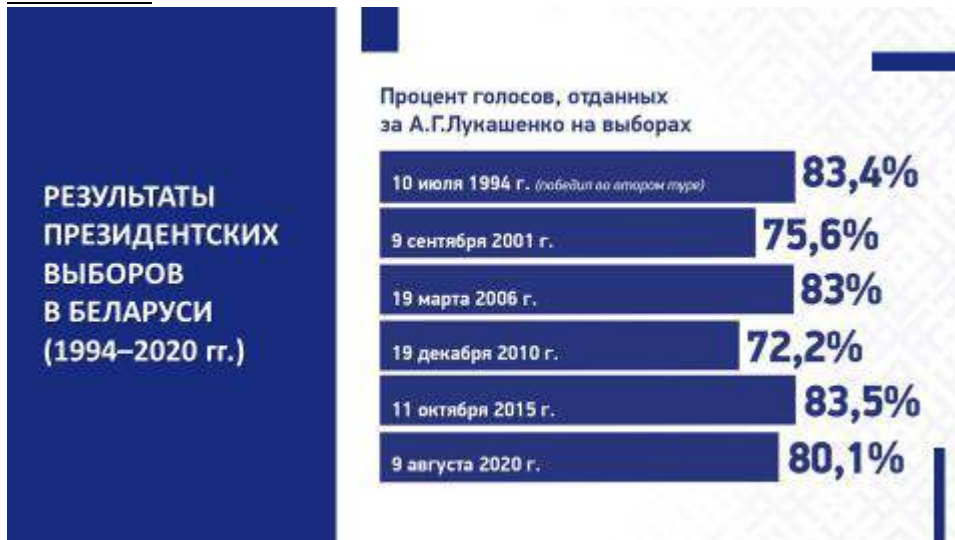 РЕЗУЛЬТАТЫ
ПРЕЗИДЕНТСКИХ
ВЫБОРОВ
В БЕЛАРУСИ
(1994–2020 гг.)
Процент голосов, отданных
за А.Г.Лукашенко на выборах
10 июля 1994 г. (победил во втором туре) 83,4%
9 сентября 2001 г. 75,6%
19 марта 2006 г. 83%
19 декабря 2010 г. 72,2%
11 октября 2015 г. 83,5%
9 августа 2020 г. 80,1%